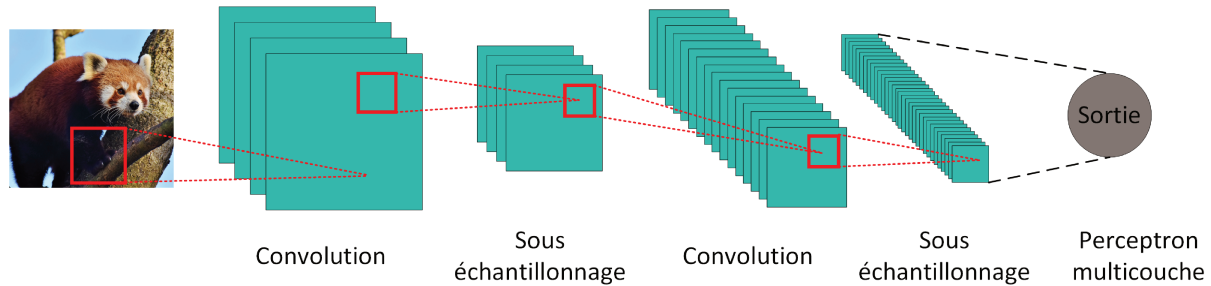 Sortie
Convolution
Sous
échantillonnage
Convolution
Sous
échantillonnage
Perceptron
multicouche